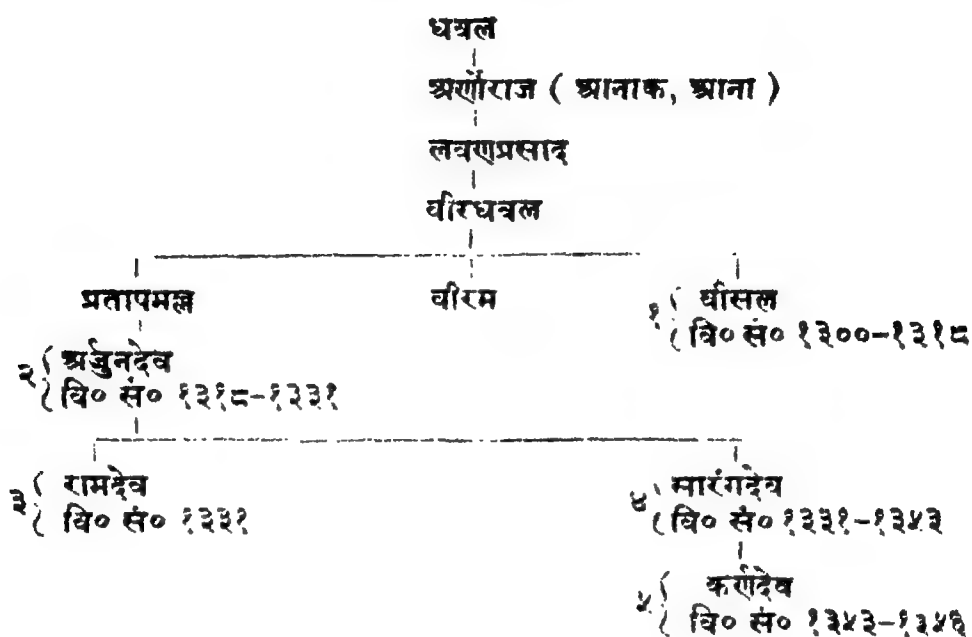 धवल
अर्णोराज ( आनाक, आना )
लवणप्रसाद
वीरधवल
प्रतापमल्ल वीरम १ { वीसल
वि० सं० १३००-१३१८
२ { अर्जुनदेव
वि० सं० १३१८-१३३१
३ { रामदेव
वि० सं० १३३१
४ { सारंगदेव
वि० सं० १३३१-१३५३
५ { कर्णदेव
वि० सं० १३५३-१३५६